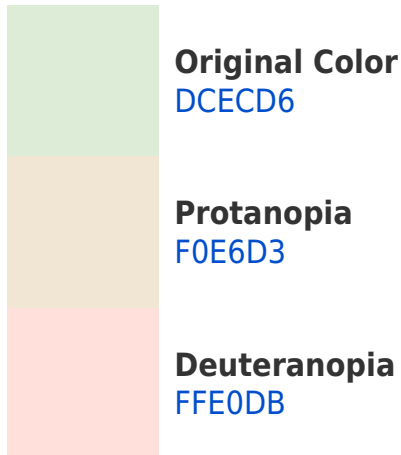 Original Color
DCECD6
Protanopia
F0E6D3
Deuteranopia
FFE0DB